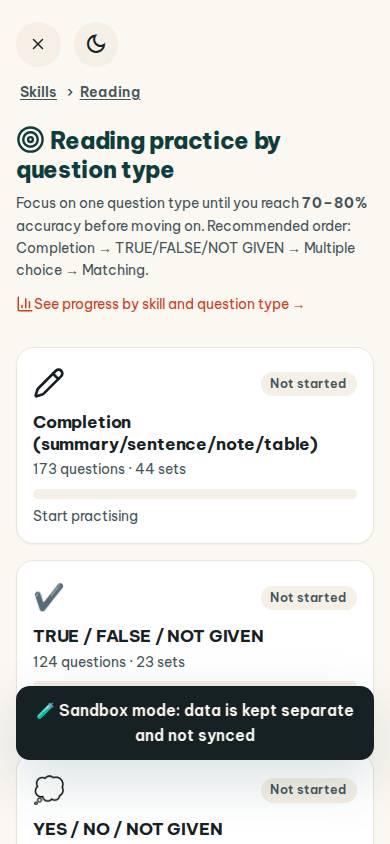 Skills > Reading
Reading practice by
question type
Focus on one question type until you reach 70–80%
accuracy before moving on. Recommended order:
Completion → TRUE/FALSE/NOT GIVEN → Multiple
choice → Matching.
See progress by skill and question type →
Not started
Completion
(summary/sentence/note/table)
173 questions · 44 sets
Start practising
Not started
TRUE / FALSE / NOT GIVEN
124 questions · 23 sets
🧪 Sandbox mode: data is kept separate
and not synced
Not started
YES / NO / NOT GIVEN